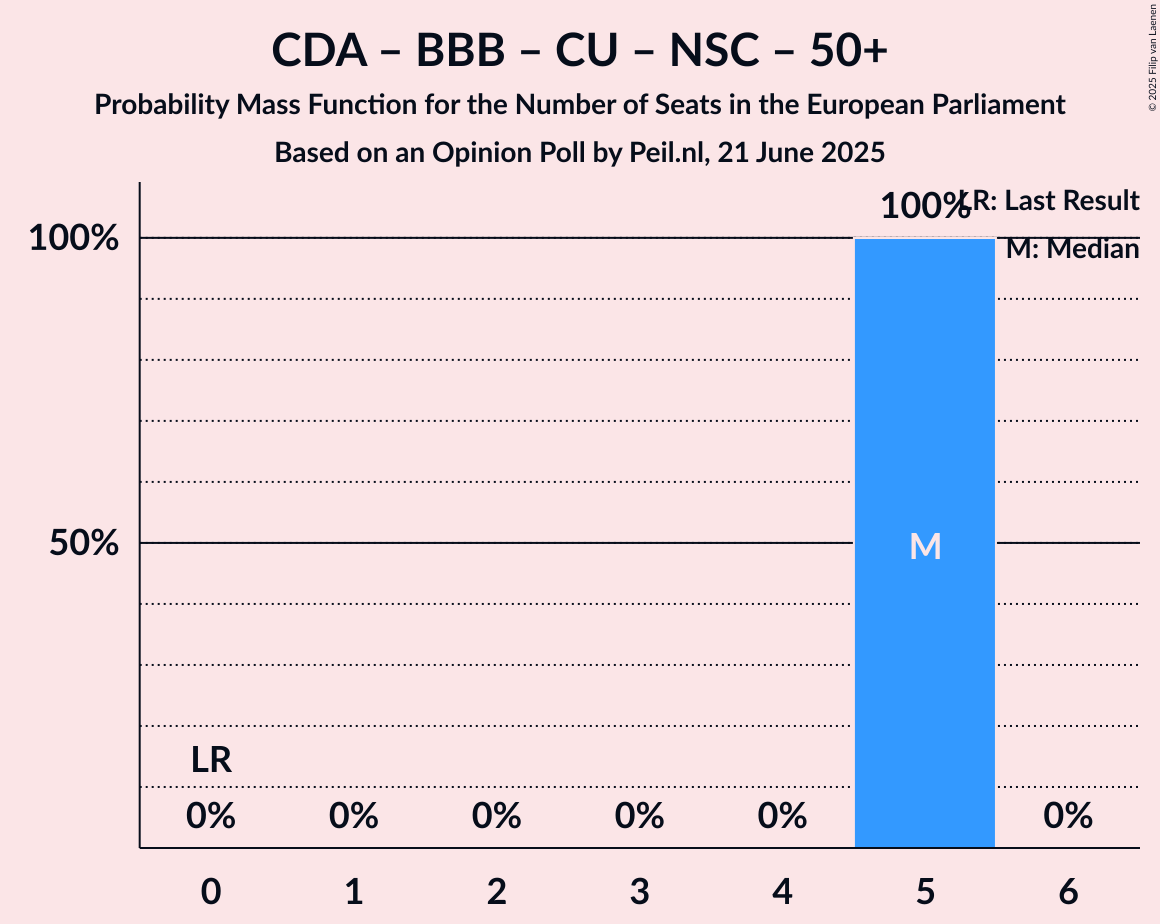 CDA – BBB – CU – NSC – 50+
Probability Mass Function for the Number of Seats in the European Parliament
Based on an Opinion Poll by Peil.nl, 21 June 2025
© 2025 Filip van Laenen
LR: Last Result
M: Median
100%
100%
50%
M
LR
0% 0% 0% 0% 0% 0%
0 1 2 3 4 5 6